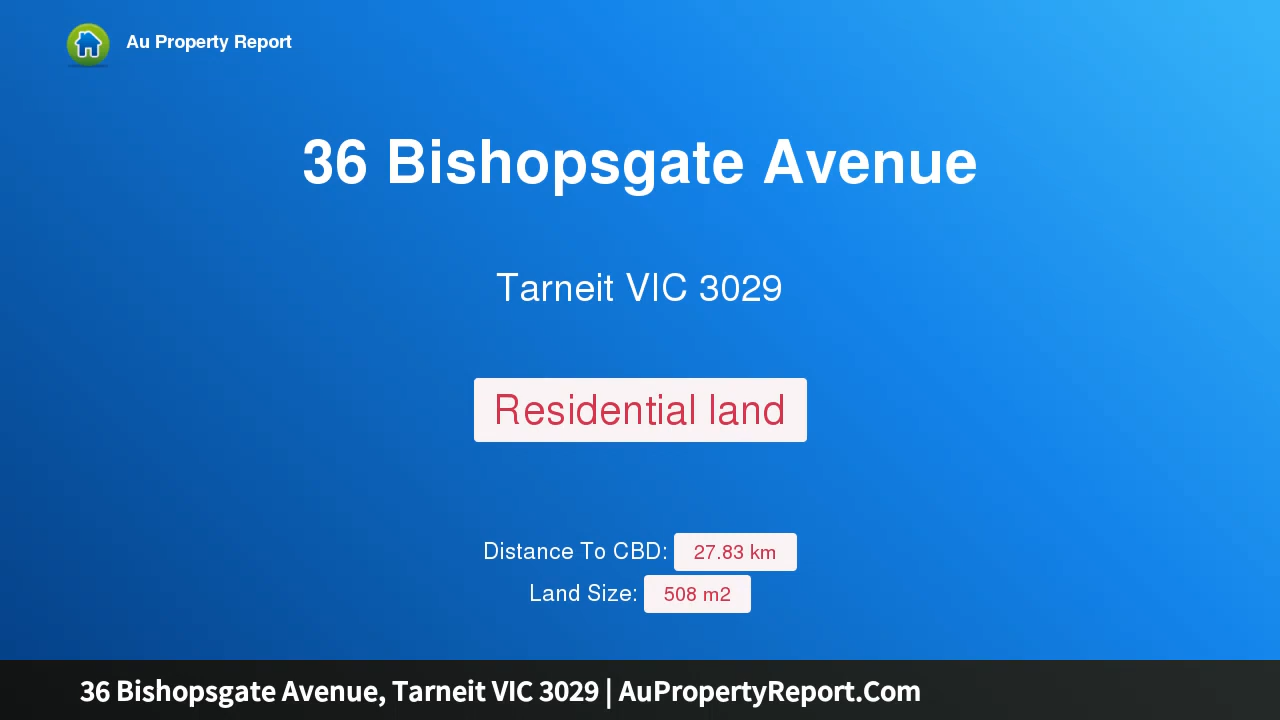 Au Property Report
36 Bishopsgate Avenue
Tarneit VIC 3029
Residential land
Distance To CBD: 27.83 km
Land Size: 508 m2
36 Bishopsgate Avenue, Tarneit VIC 3029 | AuPropertyReport.Com